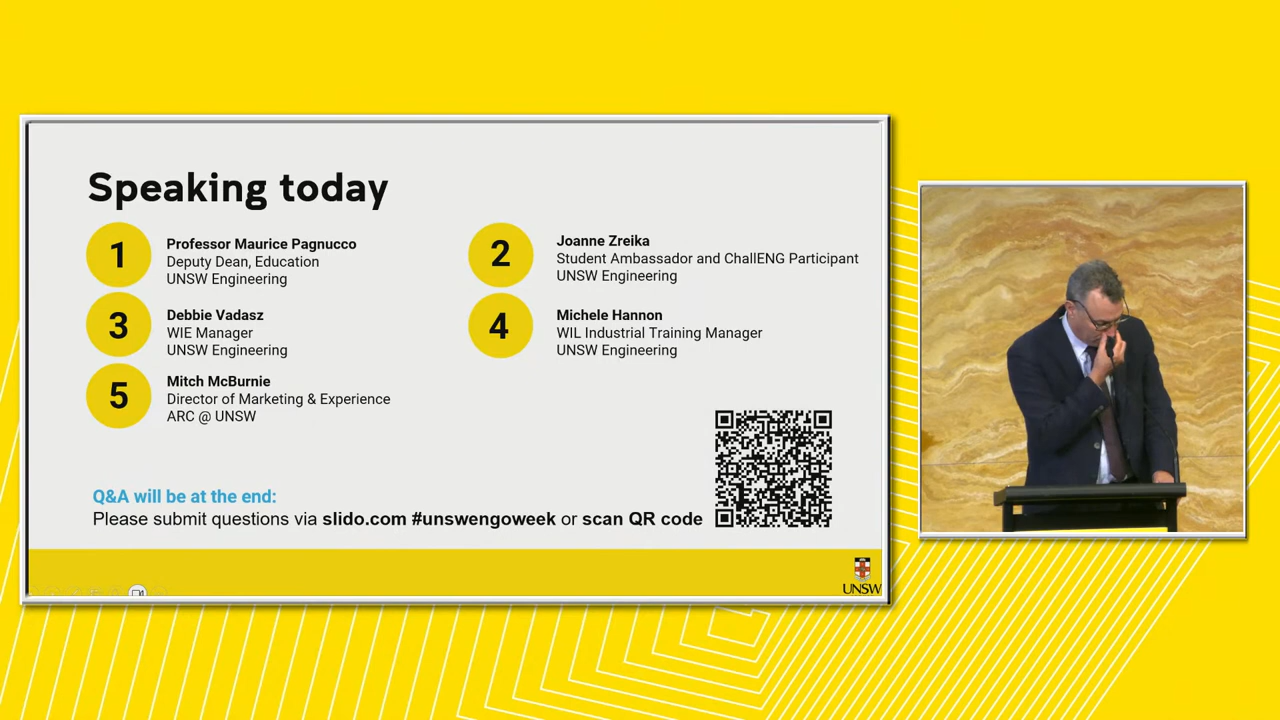 Speaking today
1
Professor Maurice Pagnucco
Deputy Dean, Education
UNSW Engineering
2
Joanne Zreika
Student Ambassador and ChallENG Participant
UNSW Engineering
3
Debbie Vadasz
WIE Manager
UNSW Engineering
4
Michele Hannon
WIL Industrial Training Manager
UNSW Engineering
5
Mitch McBurnie
Director of Marketing & Experience
ARC @ UNSW
Q&A will be at the end:
Please submit questions via slido.com #unswengoweek or scan QR code
UNSW